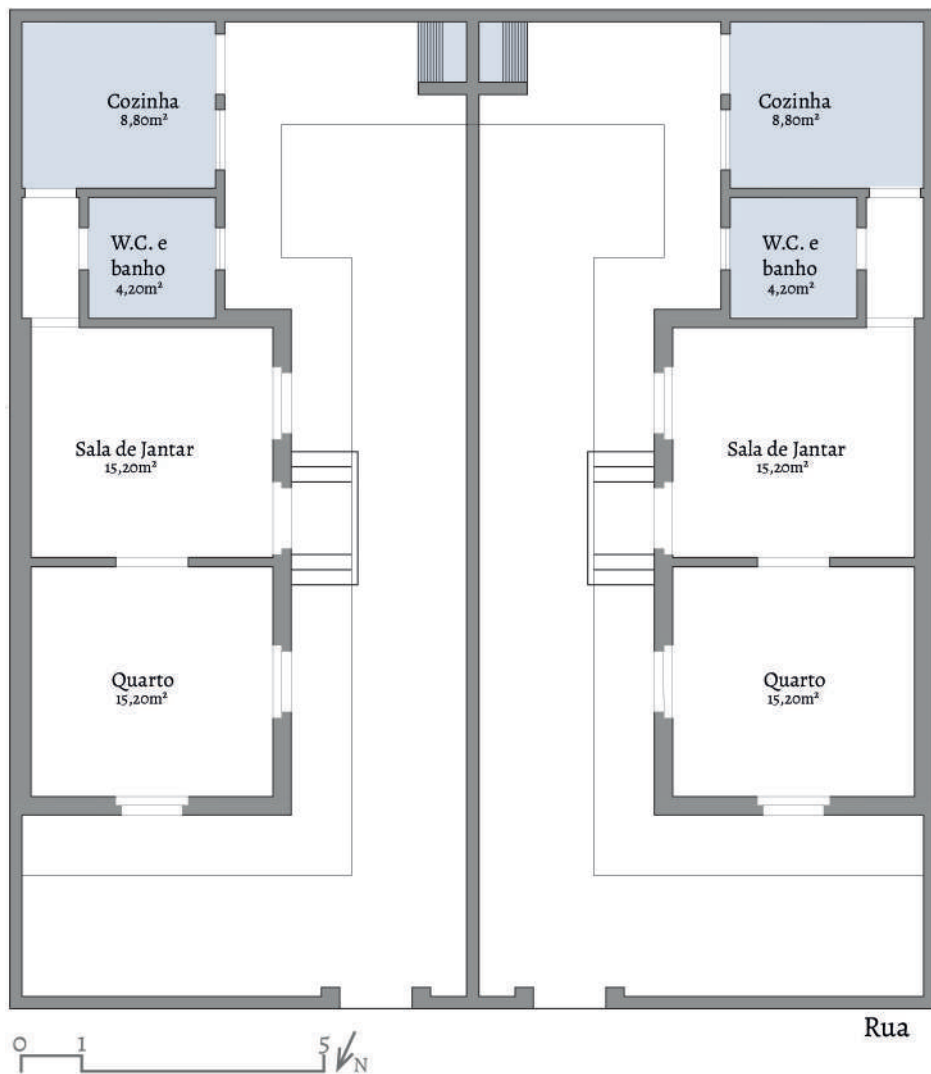 Cozinha
8,80m²
Cozinha
8,80m²
W.C. e
banho
4,20m²
W.C. e
banho
4,20m²
Sala de Jantar
15,20m²
Sala de Jantar
15,20m²
Quarto
15,20m²
Quarto
15,20m²
Rua
0 1 5 N